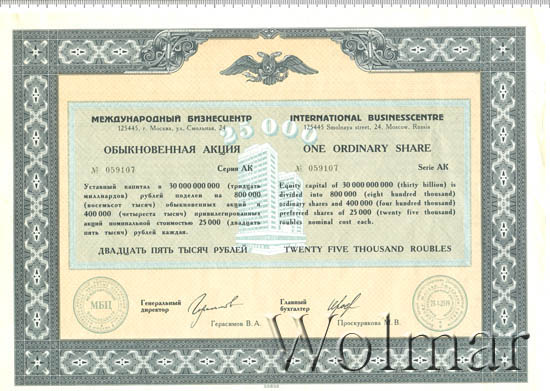 МЕЖДУНАРОДНЫЙ БИЗНЕСЦЕНТР
125445, г. Москва, ул. Смольная, 24
INTERNATIONAL BUSINESSCENTRE
125445 Smolnaya street, 24, Moscow, Russia
25 000
ОБЫКНОВЕННАЯ АКЦИЯ
ONE ORDINARY SHARE
№ 059107 Серия АК
№ 059107 Serie AK
Уставный капитал в 30 000 000 000 (тридцать
миллиардов) рублей поделен на 800 000
(восемьсот тысяч) обыкновенных акций и
400 000 (четыреста тысяч) привилегированных
акций номинальной стоимостью 25 000 (двадцать
пять тысяч) рублей каждая.
Equity capital of 30 000 000 000 (thirty billion) is
divided into 800 000 (eight hundred thousand)
ordinary shares and 400 000 (four hundred thousand)
preferred shares of 25 000 (twenty five thousand)
roubles nominal cost each.
ДВАДЦАТЬ ПЯТЬ ТЫСЯЧ РУБЛЕЙ
TWENTY FIVE THOUSAND ROUBLES
МБЦ
Генеральный
директор
Герасимов В. А.
Главный
бухгалтер
Проскурякова М. В.
Wolmar